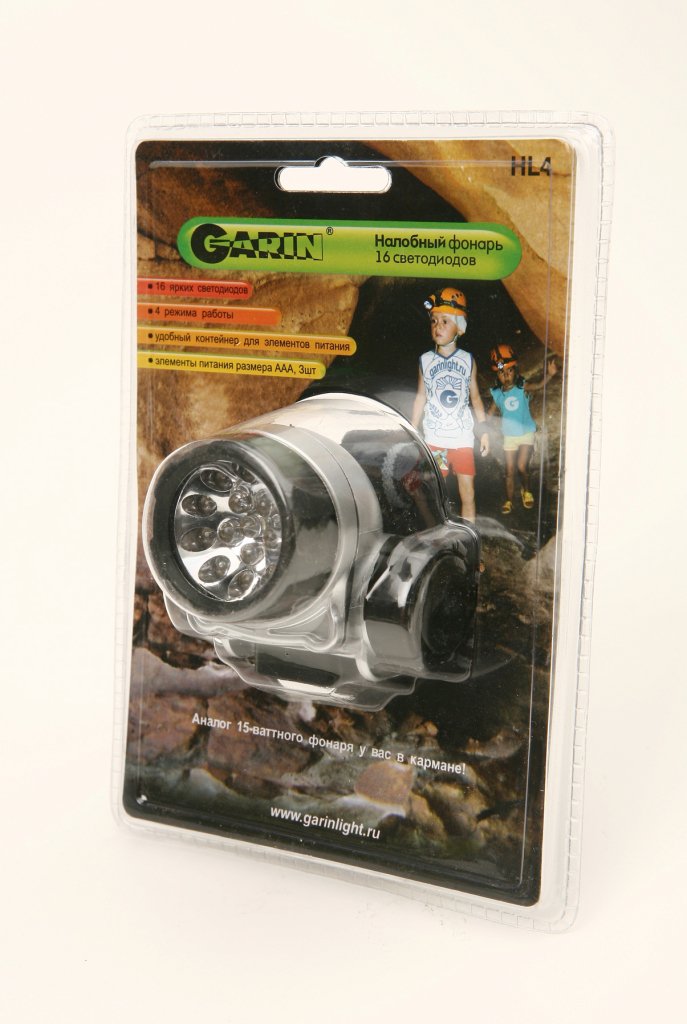 HL4
GARIN®
Налобный фонарь
16 светодиодов
• 16 ярких светодиодов
• 4 режима работы
• удобный контейнер для элементов питания
• элементы питания размера ААА, 3шт
garinlight.ru
G
G
Аналог 15-ваттного фонаря у вас в кармане!
www.garinlight.ru